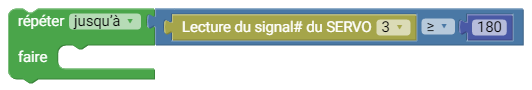 répéter jusqu'à Lecture du signal# du SERVO 3 ≥ 180
faire